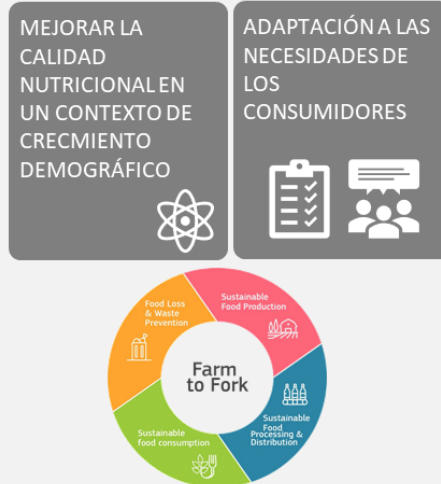 MEJORAR LA
CALIDAD
NUTRICIONAL EN
UN CONTEXTO DE
CRECMIENTO
DEMOGRÁFICO
ADAPTACIÓN A LAS
NECESIDADES DE
LOS
CONSUMIDORES
Food Loss
& Waste
Prevention
Sustainable
Food Production
Farm
to Fork
Sustainable
Food
Processing &
Distribution
Sustainable
food consumption